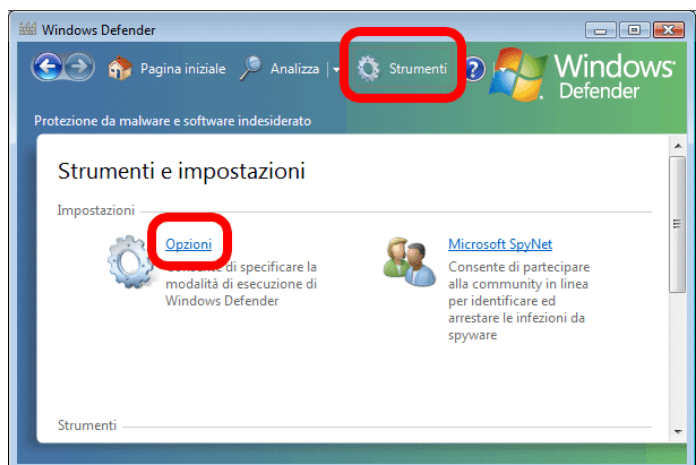 Windows Defender
Pagina iniziale Analizza Strumenti ? Windows
Defender
Protezione da malware e software indesiderato
Strumenti e impostazioni
Impostazioni
Opzioni
di specificare la
modalità di esecuzione di
Windows Defender
Microsoft SpyNet
Consente di partecipare
alla community in linea
per identificare ed
arrestare le infezioni da
spyware
Strumenti